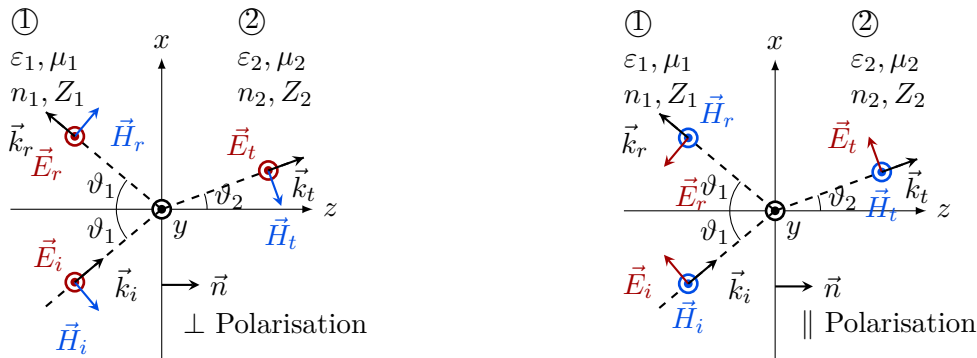 ① ②
ε₁, μ₁ x ε₂, μ₂
n₁, Z₁ n₂, Z₂
k⃗ᵣ H⃗ᵣ
E⃗ᵣ E⃗ₜ
ϑ₁ ϑ₂ k⃗ₜ
z
ϑ₁ y H⃗ₜ
E⃗ᵢ
k⃗ᵢ n⃗
H⃗ᵢ ⊥ Polarisation
① ②
ε₁, μ₁ x ε₂, μ₂
n₁, Z₁ n₂, Z₂
H⃗ᵣ
k⃗ᵣ E⃗ₜ
E⃗ᵣ ϑ₁ ϑ₂ H⃗ₜ k⃗ₜ
z
ϑ₁ y
E⃗ᵢ k⃗ᵢ n⃗
H⃗ᵢ ∥ Polarisation